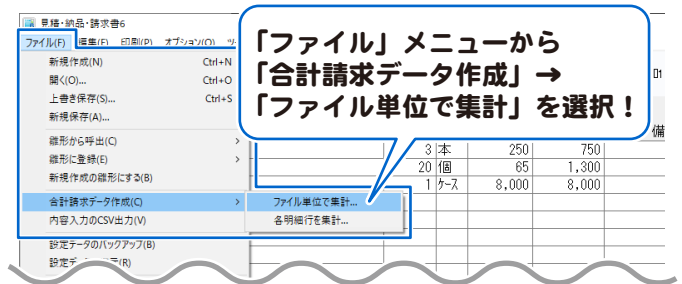 見積・納品・請求書6
ファイル(F) 編集(E) 印刷(P) オプション(O)
新規作成(N) Ctrl+N
開く(O)... Ctrl+O
上書き保存(S)... Ctrl+S
新規保存(A)...
雛形から呼出(C) >
雛形に登録(E) >
新規作成の雛形にする(B)
合計請求データ作成(C) >
内容入力のCSV出力(V)
設定データのバックアップ(B)
ファイル単位で集計...
各明細行を集計...
「ファイル」メニューから
「合計請求データ作成」→
「ファイル単位で集計」を選択!
備
3 本 250 750
20 個 65 1,300
1 ケース 8,000 8,000